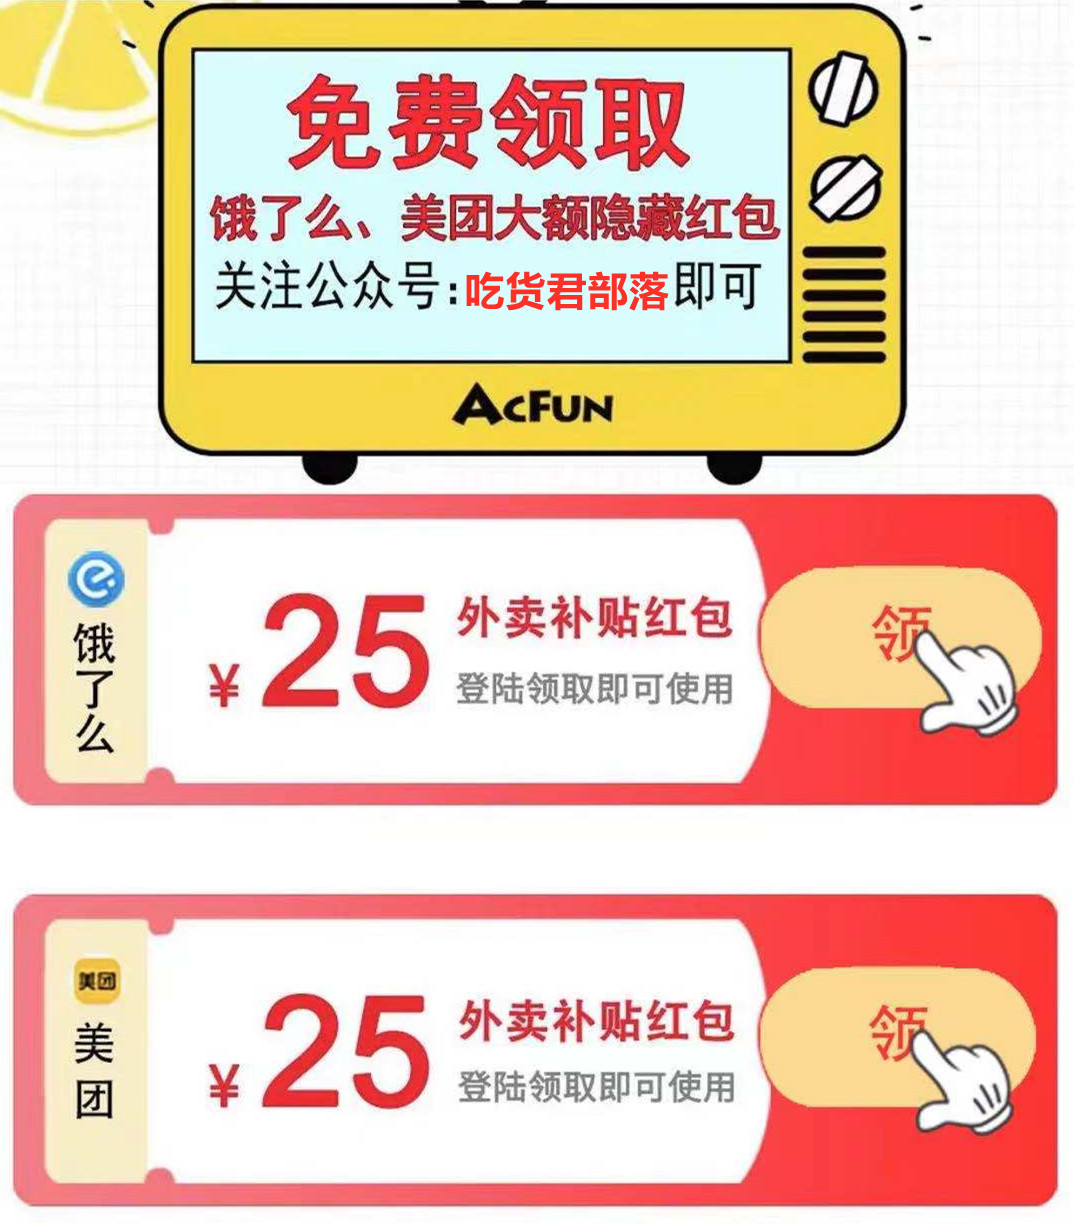 免费领取
饿了么、美团大额隐藏红包
关注公众号:吃货君部落即可
ACFUN
饿了么
¥25
外卖补贴红包
登陆领取即可使用
领
美团
美团
¥25
外卖补贴红包
登陆领取即可使用
领